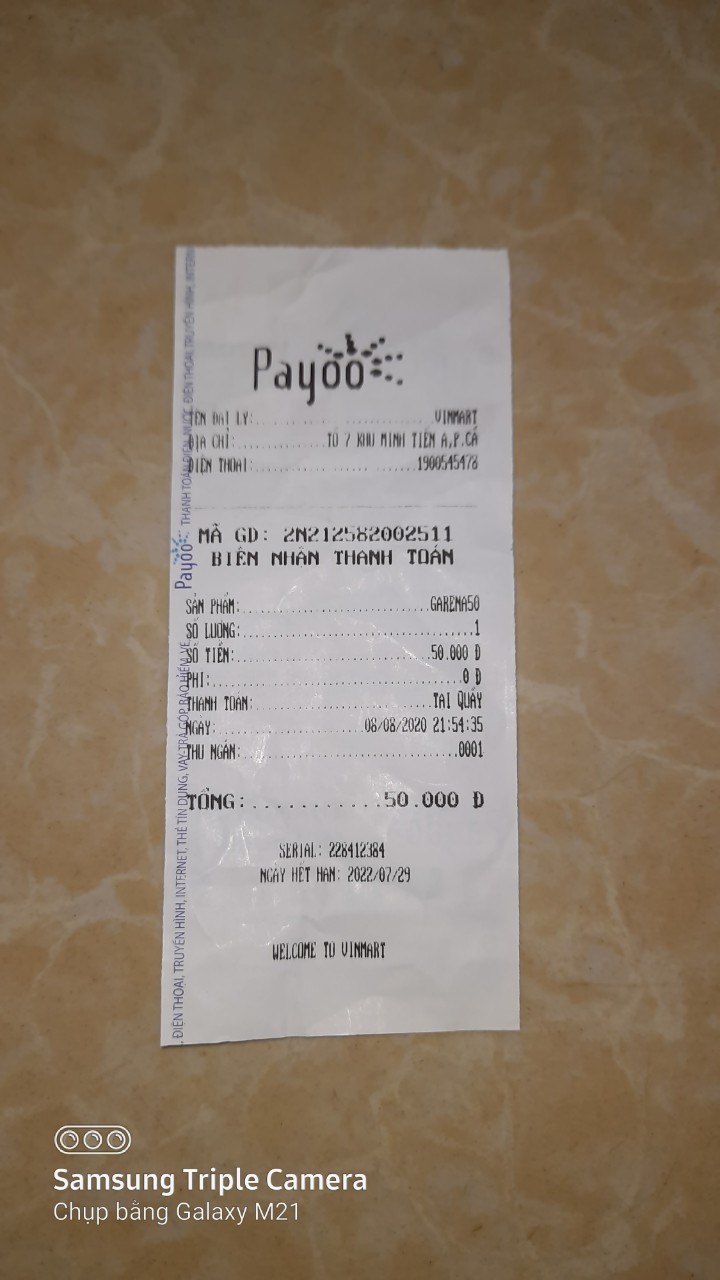 Payoo
TÊN ĐẠI LÝ:..........................VINMART
ĐỊA CHỈ:...............TỔ 7 KHU MINH TIẾN A,P.CẨ
ĐIỆN THOẠI:..........................1900545478
MÃ GD: 2N212582002511
BIÊN NHẬN THANH TOÁN
SẢN PHẨM:..........................GARENA50
SỐ LƯỢNG:..................................1
SỐ TIỀN:............................50.000 Đ
PHÍ:.....................................0 Đ
THANH TOÁN:.........................TẠI QUẦY
NGÀY:....................08/08/2020 21:54:35
THU NGÂN:...............................0001
TỔNG:............50.000 Đ
SERIAL: 228412384
NGÀY HẾT HẠN: 2022/07/29
WELCOME TO VINMART
, ĐIỆN THOẠI, TRUYỀN HÌNH, INTERNET, THẺ TÍN DỤNG, VAY TRẢ GÓP, BẢO HIỂM, VÉ
Payoo THANH TOÁN ĐIỆN, NƯỚC, ĐIỆN THOẠI, TRUYỀN HÌNH, INTERN
Samsung Triple Camera
Chụp bằng Galaxy M21